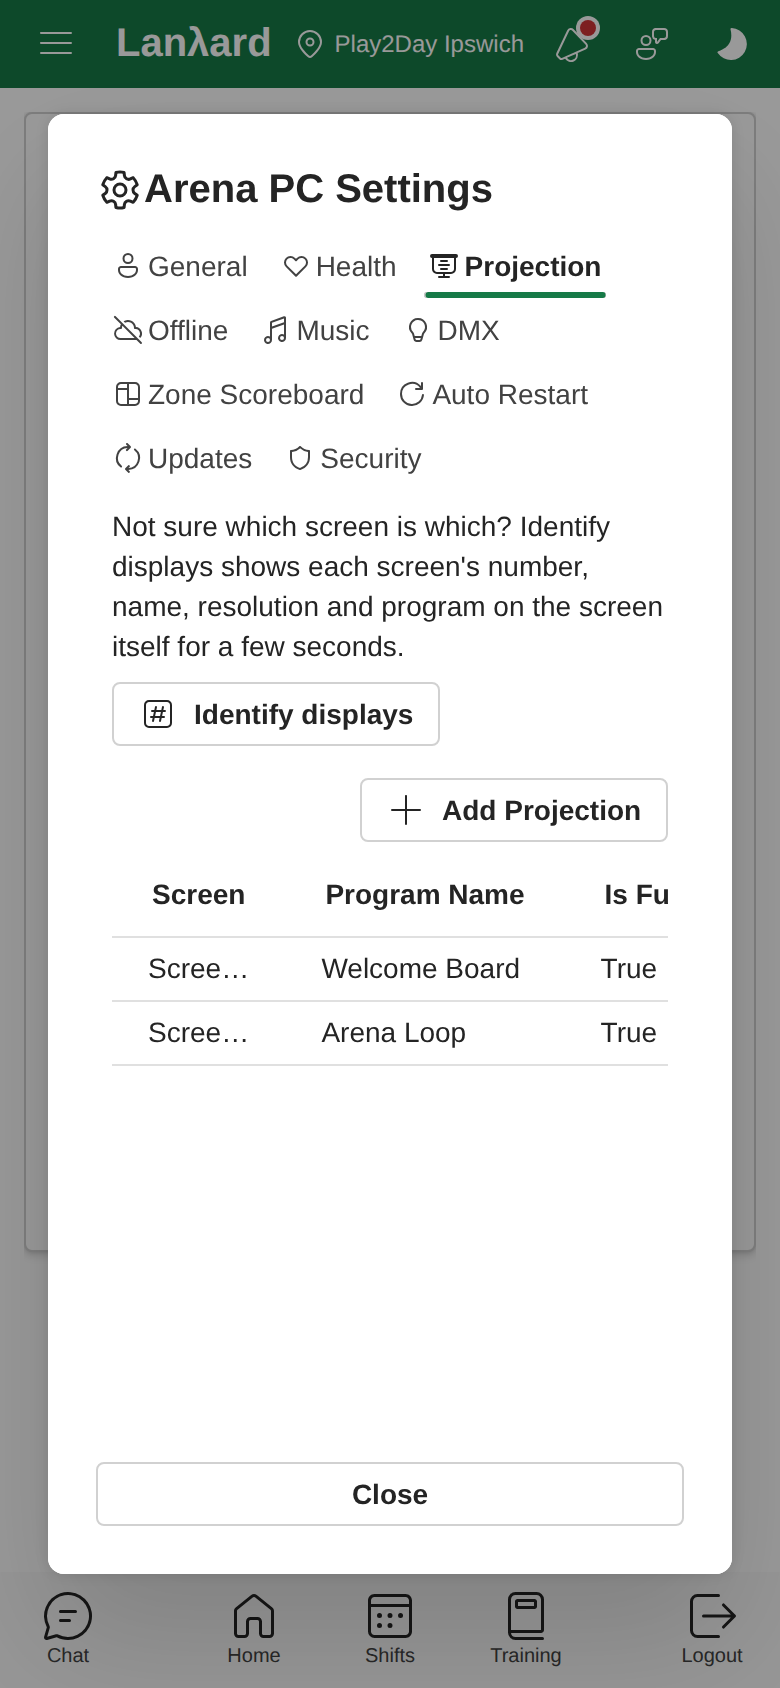 Lanλard
Play2Day Ipswich
Arena PC Settings
General Health Projection
Offline Music DMX
Zone Scoreboard Auto Restart
Updates Security
Not sure which screen is which? Identify
displays shows each screen's number,
name, resolution and program on the screen
itself for a few seconds.
# Identify displays
Add Projection
Screen Program Name Is Fu
Scree… Welcome Board True
Scree… Arena Loop True
Close
Chat Home Shifts Training Logout